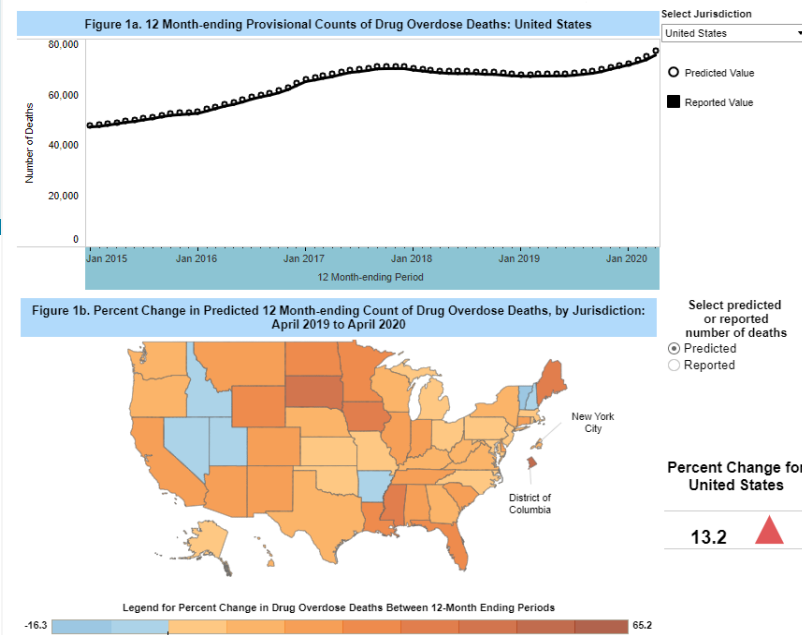 Figure 1a. 12 Month-ending Provisional Counts of Drug Overdose Deaths: United States
Select Jurisdiction
United States
Predicted Value
Reported Value
80,000
60,000
40,000
20,000
0
Number of Deaths
Jan 2015
Jan 2016
Jan 2017
Jan 2018
Jan 2019
Jan 2020
12 Month-ending Period
Figure 1b. Percent Change in Predicted 12 Month-ending Count of Drug Overdose Deaths, by Jurisdiction:
April 2019 to April 2020
Select predicted
or reported
number of deaths
Predicted
Reported
New York
City
District of
Columbia
Percent Change for
United States
13.2
Legend for Percent Change in Drug Overdose Deaths Between 12-Month Ending Periods
-16.3
65.2